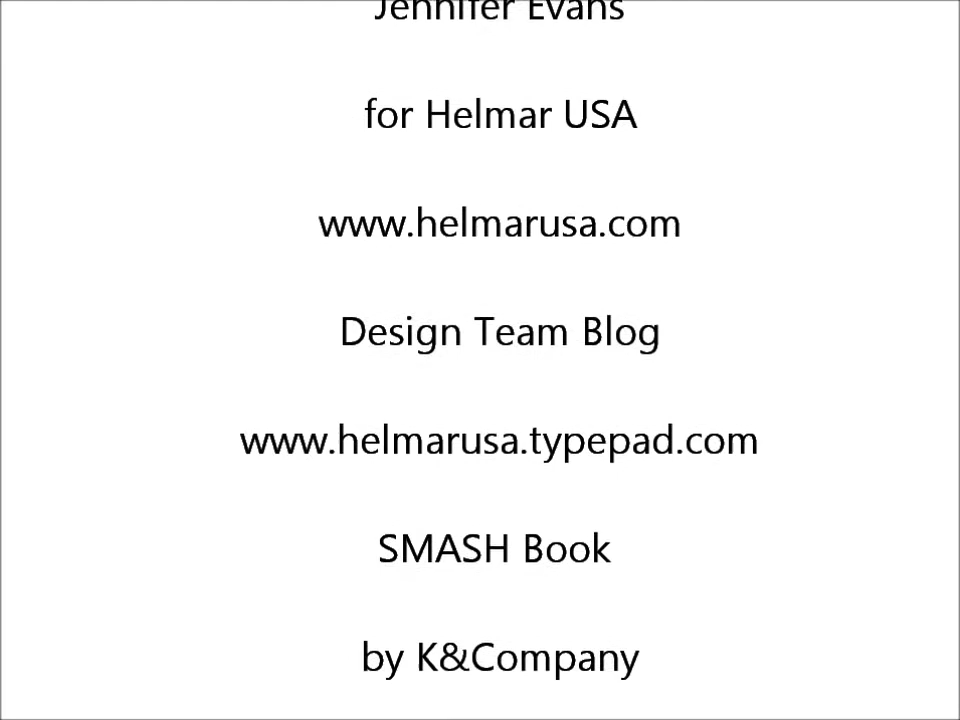 Jennifer Evans
for Helmar USA
www.helmarusa.com
Design Team Blog
www.helmarusa.typepad.com
SMASH Book
by K&Company